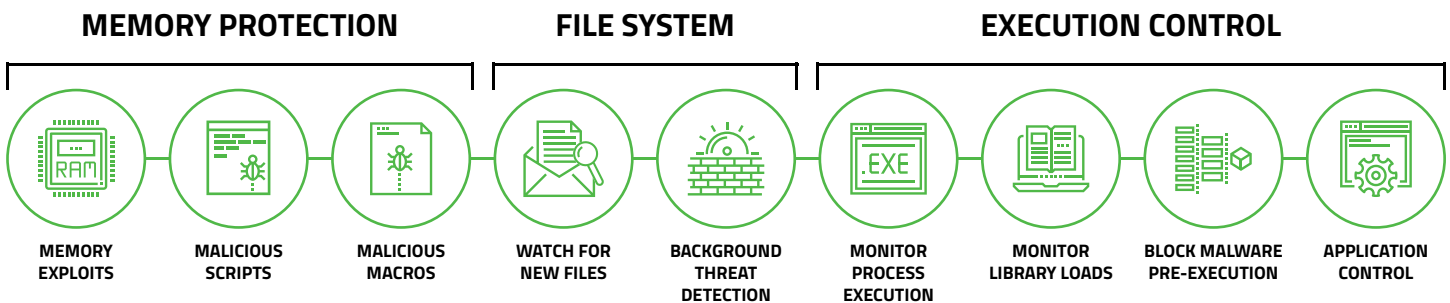 MEMORY PROTECTION
FILE SYSTEM
EXECUTION CONTROL
RAM
.EXE
MEMORY
EXPLOITS
MALICIOUS
SCRIPTS
MALICIOUS
MACROS
WATCH FOR
NEW FILES
BACKGROUND
THREAT
DETECTION
MONITOR
PROCESS
EXECUTION
MONITOR
LIBRARY LOADS
BLOCK MALWARE
PRE-EXECUTION
APPLICATION
CONTROL